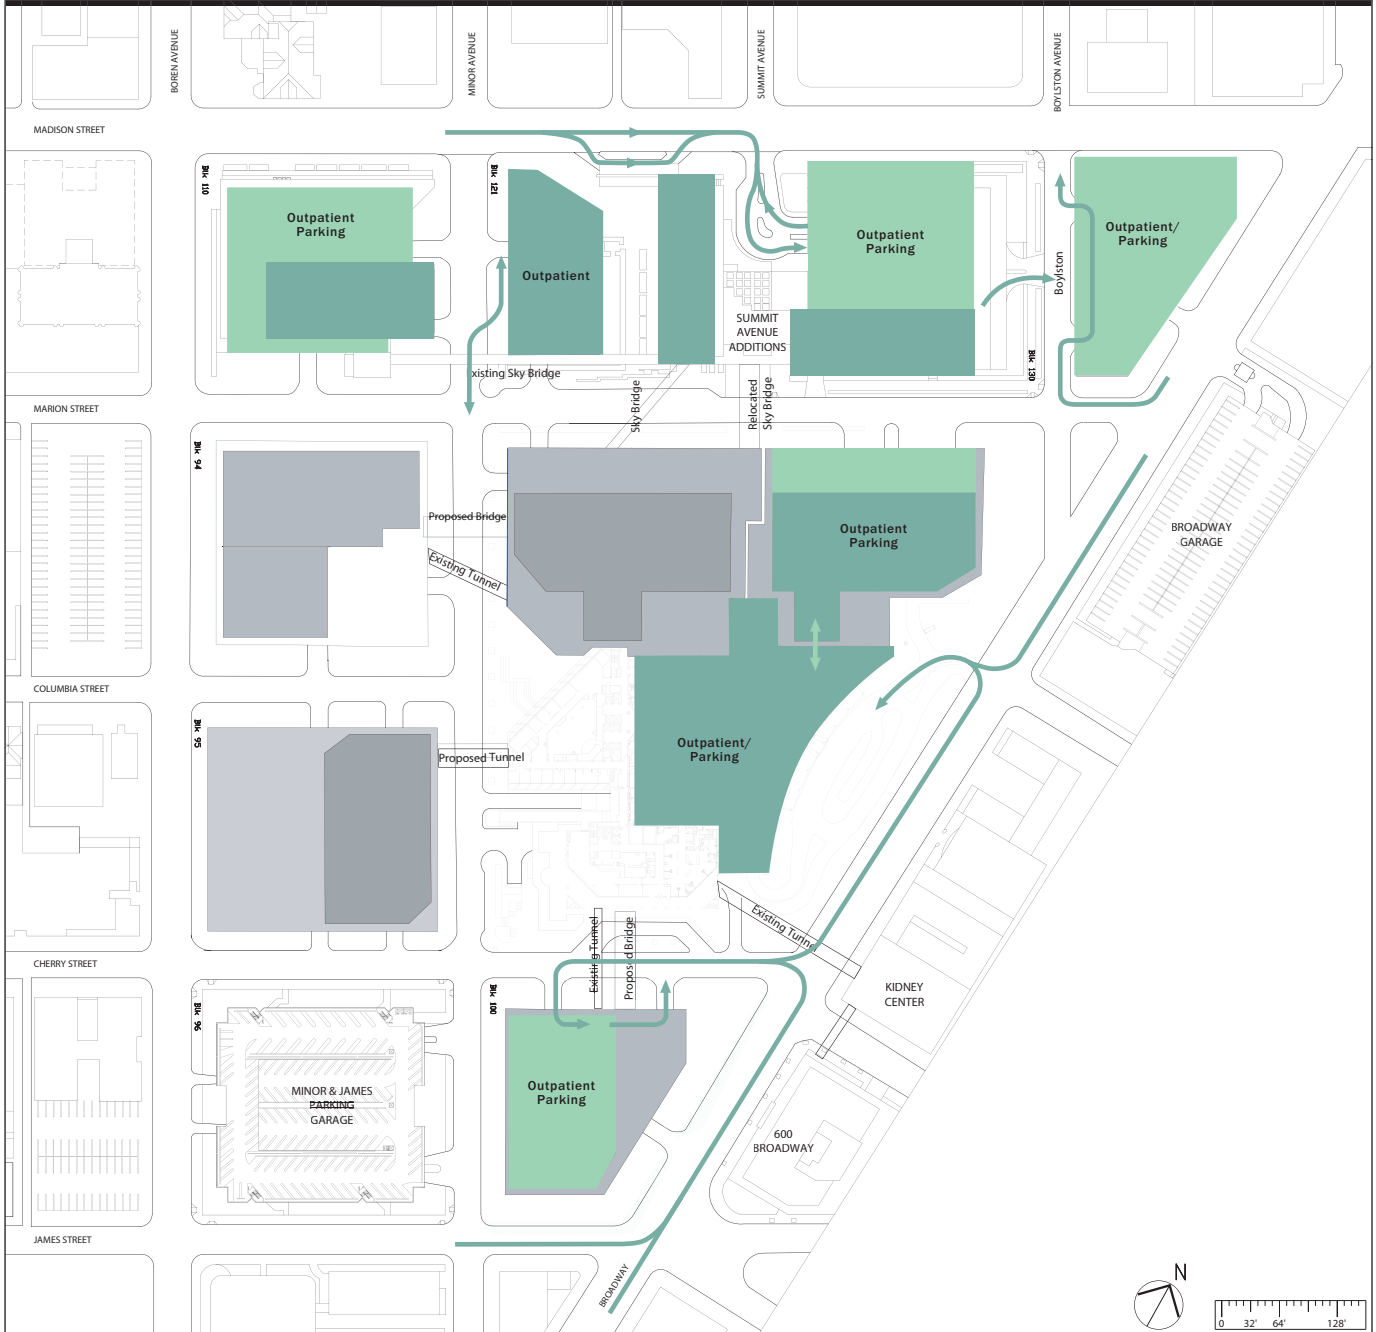 BOREN AVENUE
MINOR AVENUE
SUMMIT AVENUE
BOYLSTON AVENUE
MADISON STREET
Blk 110
Blk 121
Outpatient
Parking
Outpatient
Outpatient
Parking
Outpatient/
Parking
Boylston
SUMMIT
AVENUE
ADDITIONS
Blk 130
xisting Sky Bridge
Sky Bridge
Relocated
Sky Bridge
MARION STREET
Blk 94
Proposed Bridge
Existing Tunnel
Outpatient
Parking
BROADWAY
GARAGE
COLUMBIA STREET
Blk 95
Proposed Tunnel
Outpatient/
Parking
Existing Tunnel
Proposed Bridge
Existing Tunnel
CHERRY STREET
Blk 96
Blk 100
KIDNEY
CENTER
MINOR & JAMES
PARKING
GARAGE
Outpatient
Parking
600
BROADWAY
JAMES STREET
BROADWAY
N
0 32' 64' 128'